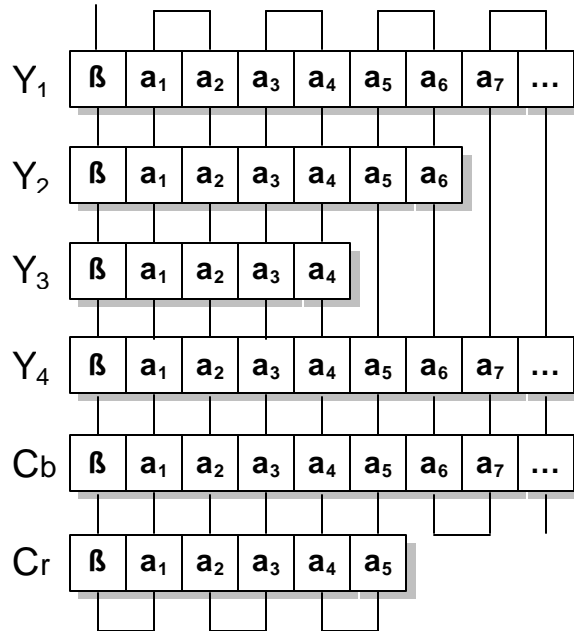 Y₁ ß a₁ a₂ a₃ a₄ a₅ a₆ a₇ ...
Y₂ ß a₁ a₂ a₃ a₄ a₅ a₆
Y₃ ß a₁ a₂ a₃ a₄
Y₄ ß a₁ a₂ a₃ a₄ a₅ a₆ a₇ ...
Cb ß a₁ a₂ a₃ a₄ a₅ a₆ a₇ ...
Cr ß a₁ a₂ a₃ a₄ a₅